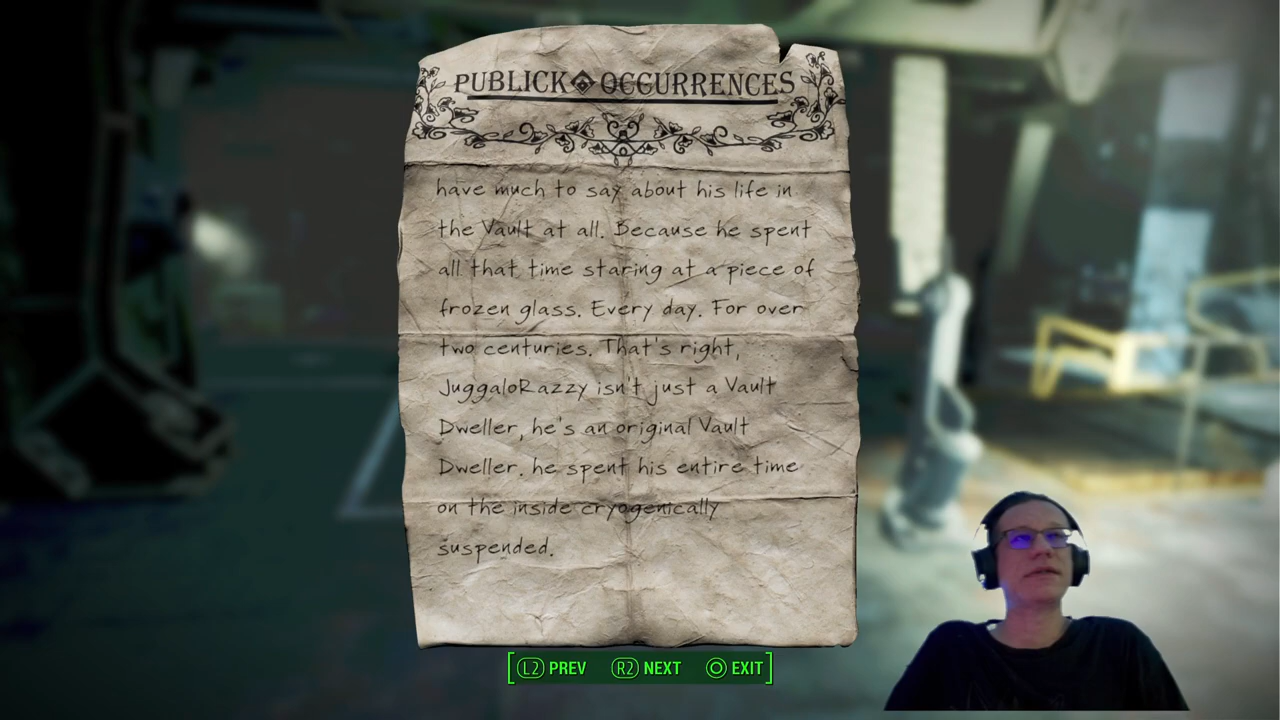 PUBLICK OCCURRENCES
have much to say about his life in
the Vault at all. Because he spent
all that time staring at a piece of
frozen glass. Every day. For over
two centuries. That's right,
JuggaloRazzy isn't just a Vault
Dweller, he's an original Vault
Dweller. he spent his entire time
on the inside cryogenically
suspended.
L2 PREV R2 NEXT EXIT